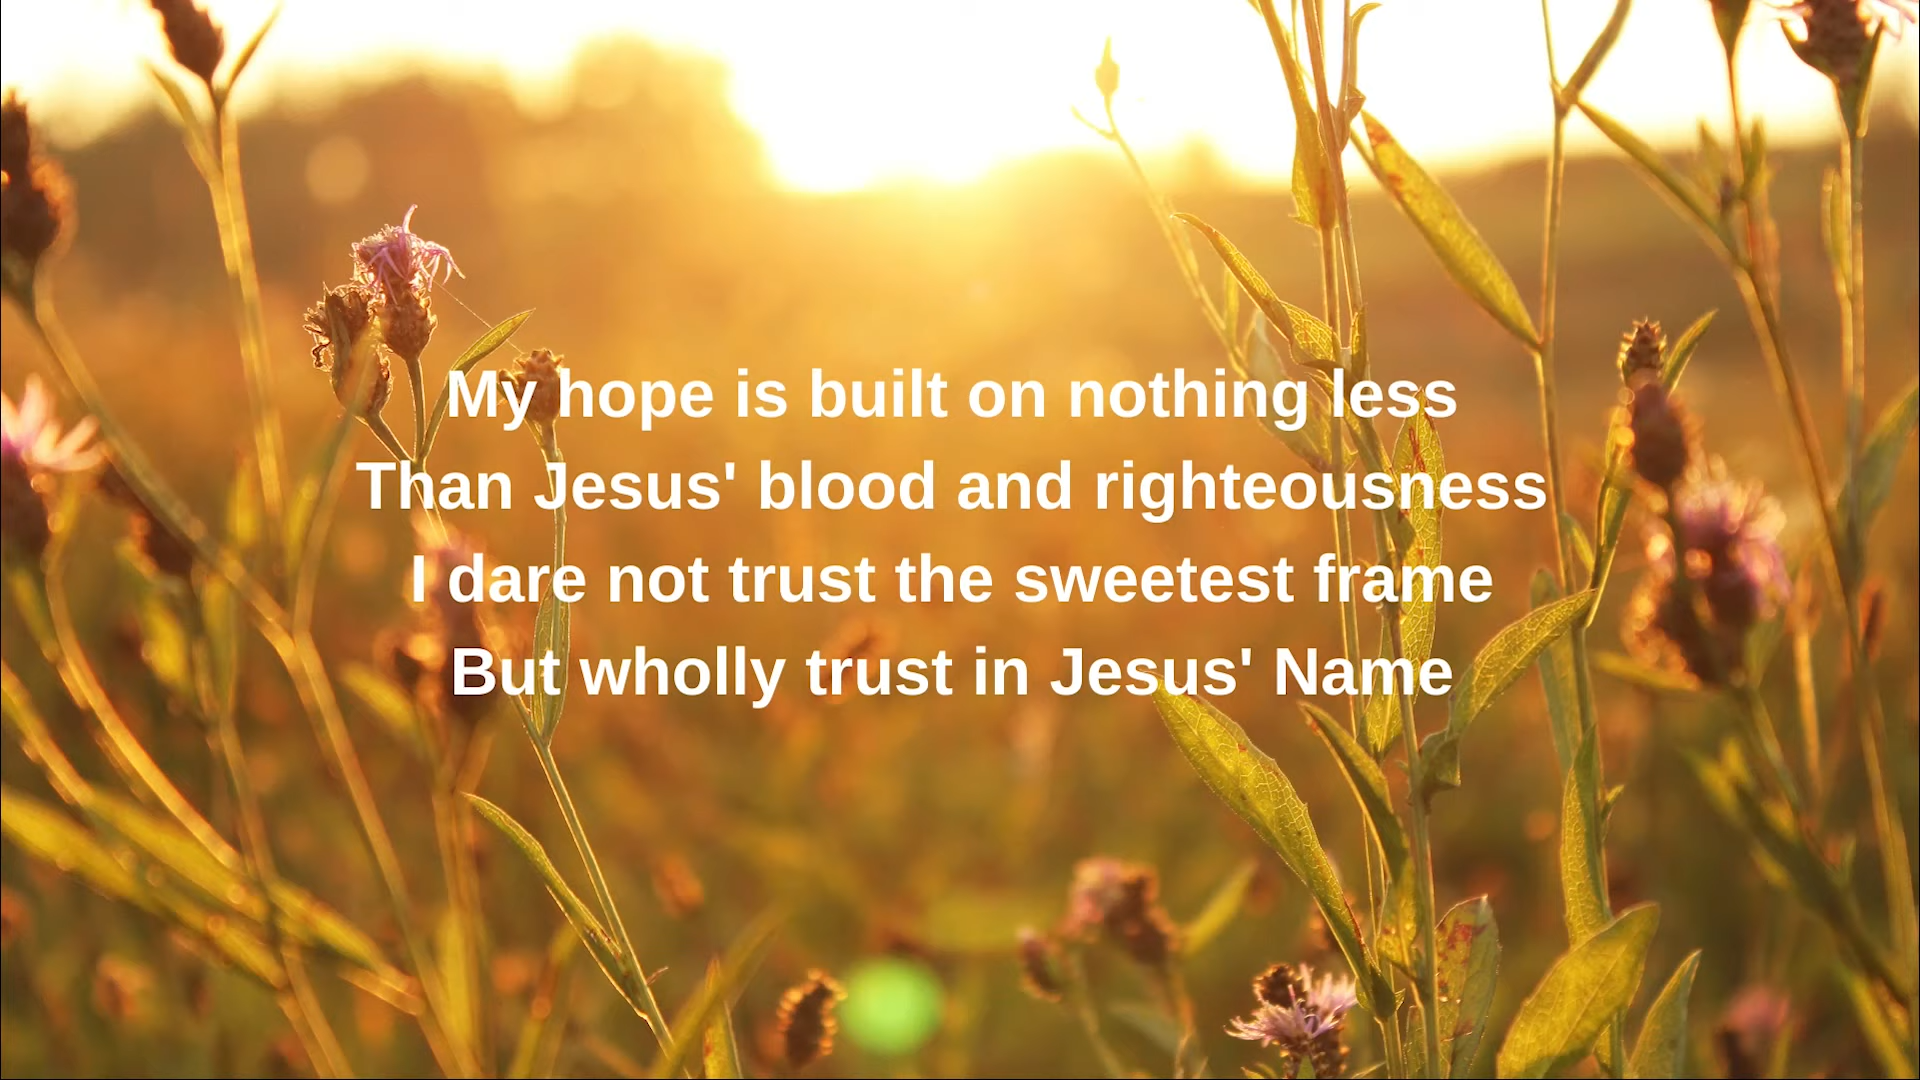 My hope is built on nothing less
Than Jesus' blood and righteousness
I dare not trust the sweetest frame
But wholly trust in Jesus' Name